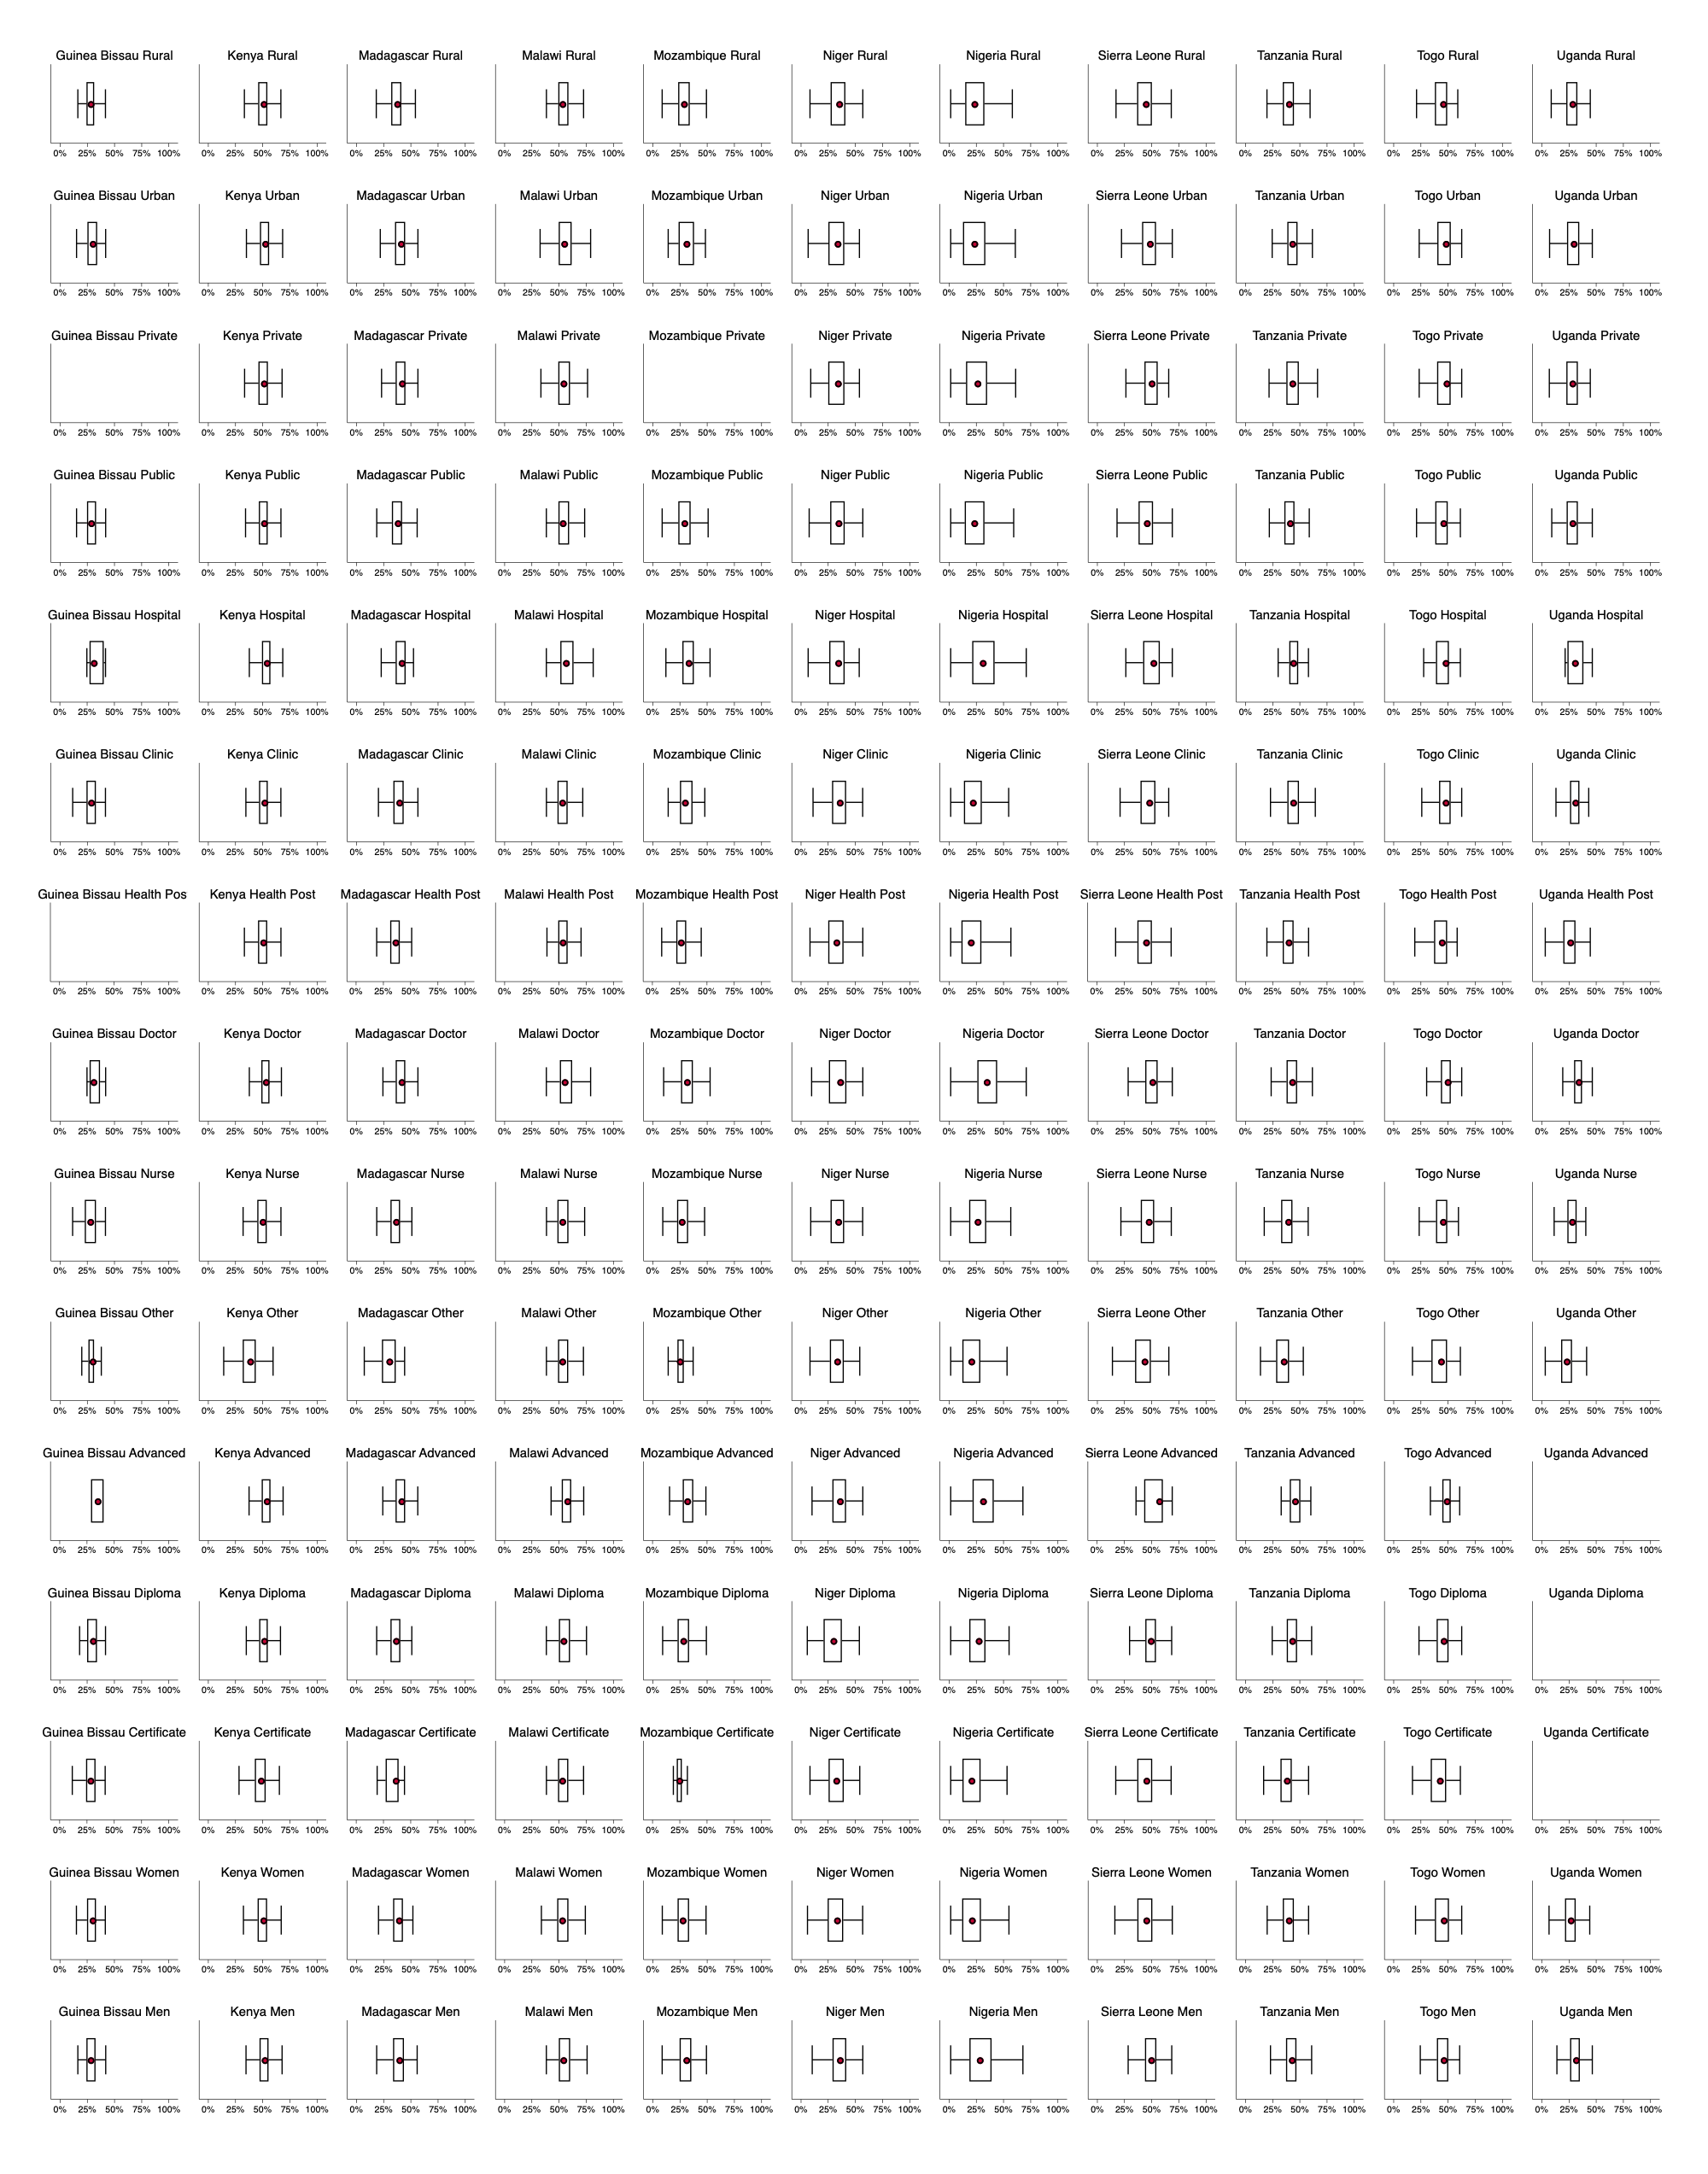 Guinea Bissau Rural Kenya Rural Madagascar Rural Malawi Rural Mozambique Rural Niger Rural Nigeria Rural Sierra Leone Rural Tanzania Rural Togo Rural Uganda Rural
0% 25% 50% 75% 100% 0% 25% 50% 75% 100% 0% 25% 50% 75% 100% 0% 25% 50% 75% 100% 0% 25% 50% 75% 100% 0% 25% 50% 75% 100% 0% 25% 50% 75% 100% 0% 25% 50% 75% 100% 0% 25% 50% 75% 100% 0% 25% 50% 75% 100% 0% 25% 50% 75% 100%
Guinea Bissau Urban Kenya Urban Madagascar Urban Malawi Urban Mozambique Urban Niger Urban Nigeria Urban Sierra Leone Urban Tanzania Urban Togo Urban Uganda Urban
0% 25% 50% 75% 100% 0% 25% 50% 75% 100% 0% 25% 50% 75% 100% 0% 25% 50% 75% 100% 0% 25% 50% 75% 100% 0% 25% 50% 75% 100% 0% 25% 50% 75% 100% 0% 25% 50% 75% 100% 0% 25% 50% 75% 100% 0% 25% 50% 75% 100% 0% 25% 50% 75% 100%
Guinea Bissau Private Kenya Private Madagascar Private Malawi Private Mozambique Private Niger Private Nigeria Private Sierra Leone Private Tanzania Private Togo Private Uganda Private
0% 25% 50% 75% 100% 0% 25% 50% 75% 100% 0% 25% 50% 75% 100% 0% 25% 50% 75% 100% 0% 25% 50% 75% 100% 0% 25% 50% 75% 100% 0% 25% 50% 75% 100% 0% 25% 50% 75% 100% 0% 25% 50% 75% 100% 0% 25% 50% 75% 100% 0% 25% 50% 75% 100%
Guinea Bissau Public Kenya Public Madagascar Public Malawi Public Mozambique Public Niger Public Nigeria Public Sierra Leone Public Tanzania Public Togo Public Uganda Public
0% 25% 50% 75% 100% 0% 25% 50% 75% 100% 0% 25% 50% 75% 100% 0% 25% 50% 75% 100% 0% 25% 50% 75% 100% 0% 25% 50% 75% 100% 0% 25% 50% 75% 100% 0% 25% 50% 75% 100% 0% 25% 50% 75% 100% 0% 25% 50% 75% 100% 0% 25% 50% 75% 100%
Guinea Bissau Hospital Kenya Hospital Madagascar Hospital Malawi Hospital Mozambique Hospital Niger Hospital Nigeria Hospital Sierra Leone Hospital Tanzania Hospital Togo Hospital Uganda Hospital
0% 25% 50% 75% 100% 0% 25% 50% 75% 100% 0% 25% 50% 75% 100% 0% 25% 50% 75% 100% 0% 25% 50% 75% 100% 0% 25% 50% 75% 100% 0% 25% 50% 75% 100% 0% 25% 50% 75% 100% 0% 25% 50% 75% 100% 0% 25% 50% 75% 100% 0% 25% 50% 75% 100%
Guinea Bissau Clinic Kenya Clinic Madagascar Clinic Malawi Clinic Mozambique Clinic Niger Clinic Nigeria Clinic Sierra Leone Clinic Tanzania Clinic Togo Clinic Uganda Clinic
0% 25% 50% 75% 100% 0% 25% 50% 75% 100% 0% 25% 50% 75% 100% 0% 25% 50% 75% 100% 0% 25% 50% 75% 100% 0% 25% 50% 75% 100% 0% 25% 50% 75% 100% 0% 25% 50% 75% 100% 0% 25% 50% 75% 100% 0% 25% 50% 75% 100% 0% 25% 50% 75% 100%
Guinea Bissau Health Pos Kenya Health Post Madagascar Health Post Malawi Health Post Mozambique Health Post Niger Health Post Nigeria Health Post Sierra Leone Health Post Tanzania Health Post Togo Health Post Uganda Health Post
0% 25% 50% 75% 100% 0% 25% 50% 75% 100% 0% 25% 50% 75% 100% 0% 25% 50% 75% 100% 0% 25% 50% 75% 100% 0% 25% 50% 75% 100% 0% 25% 50% 75% 100% 0% 25% 50% 75% 100% 0% 25% 50% 75% 100% 0% 25% 50% 75% 100% 0% 25% 50% 75% 100%
Guinea Bissau Doctor Kenya Doctor Madagascar Doctor Malawi Doctor Mozambique Doctor Niger Doctor Nigeria Doctor Sierra Leone Doctor Tanzania Doctor Togo Doctor Uganda Doctor
0% 25% 50% 75% 100% 0% 25% 50% 75% 100% 0% 25% 50% 75% 100% 0% 25% 50% 75% 100% 0% 25% 50% 75% 100% 0% 25% 50% 75% 100% 0% 25% 50% 75% 100% 0% 25% 50% 75% 100% 0% 25% 50% 75% 100% 0% 25% 50% 75% 100% 0% 25% 50% 75% 100%
Guinea Bissau Nurse Kenya Nurse Madagascar Nurse Malawi Nurse Mozambique Nurse Niger Nurse Nigeria Nurse Sierra Leone Nurse Tanzania Nurse Togo Nurse Uganda Nurse
0% 25% 50% 75% 100% 0% 25% 50% 75% 100% 0% 25% 50% 75% 100% 0% 25% 50% 75% 100% 0% 25% 50% 75% 100% 0% 25% 50% 75% 100% 0% 25% 50% 75% 100% 0% 25% 50% 75% 100% 0% 25% 50% 75% 100% 0% 25% 50% 75% 100% 0% 25% 50% 75% 100%
Guinea Bissau Other Kenya Other Madagascar Other Malawi Other Mozambique Other Niger Other Nigeria Other Sierra Leone Other Tanzania Other Togo Other Uganda Other
0% 25% 50% 75% 100% 0% 25% 50% 75% 100% 0% 25% 50% 75% 100% 0% 25% 50% 75% 100% 0% 25% 50% 75% 100% 0% 25% 50% 75% 100% 0% 25% 50% 75% 100% 0% 25% 50% 75% 100% 0% 25% 50% 75% 100% 0% 25% 50% 75% 100% 0% 25% 50% 75% 100%
Guinea Bissau Advanced Kenya Advanced Madagascar Advanced Malawi Advanced Mozambique Advanced Niger Advanced Nigeria Advanced Sierra Leone Advanced Tanzania Advanced Togo Advanced Uganda Advanced
0% 25% 50% 75% 100% 0% 25% 50% 75% 100% 0% 25% 50% 75% 100% 0% 25% 50% 75% 100% 0% 25% 50% 75% 100% 0% 25% 50% 75% 100% 0% 25% 50% 75% 100% 0% 25% 50% 75% 100% 0% 25% 50% 75% 100% 0% 25% 50% 75% 100% 0% 25% 50% 75% 100%
Guinea Bissau Diploma Kenya Diploma Madagascar Diploma Malawi Diploma Mozambique Diploma Niger Diploma Nigeria Diploma Sierra Leone Diploma Tanzania Diploma Togo Diploma Uganda Diploma
0% 25% 50% 75% 100% 0% 25% 50% 75% 100% 0% 25% 50% 75% 100% 0% 25% 50% 75% 100% 0% 25% 50% 75% 100% 0% 25% 50% 75% 100% 0% 25% 50% 75% 100% 0% 25% 50% 75% 100% 0% 25% 50% 75% 100% 0% 25% 50% 75% 100% 0% 25% 50% 75% 100%
Guinea Bissau Certificate Kenya Certificate Madagascar Certificate Malawi Certificate Mozambique Certificate Niger Certificate Nigeria Certificate Sierra Leone Certificate Tanzania Certificate Togo Certificate Uganda Certificate
0% 25% 50% 75% 100% 0% 25% 50% 75% 100% 0% 25% 50% 75% 100% 0% 25% 50% 75% 100% 0% 25% 50% 75% 100% 0% 25% 50% 75% 100% 0% 25% 50% 75% 100% 0% 25% 50% 75% 100% 0% 25% 50% 75% 100% 0% 25% 50% 75% 100% 0% 25% 50% 75% 100%
Guinea Bissau Women Kenya Women Madagascar Women Malawi Women Mozambique Women Niger Women Nigeria Women Sierra Leone Women Tanzania Women Togo Women Uganda Women
0% 25% 50% 75% 100% 0% 25% 50% 75% 100% 0% 25% 50% 75% 100% 0% 25% 50% 75% 100% 0% 25% 50% 75% 100% 0% 25% 50% 75% 100% 0% 25% 50% 75% 100% 0% 25% 50% 75% 100% 0% 25% 50% 75% 100% 0% 25% 50% 75% 100% 0% 25% 50% 75% 100%
Guinea Bissau Men Kenya Men Madagascar Men Malawi Men Mozambique Men Niger Men Nigeria Men Sierra Leone Men Tanzania Men Togo Men Uganda Men
0% 25% 50% 75% 100% 0% 25% 50% 75% 100% 0% 25% 50% 75% 100% 0% 25% 50% 75% 100% 0% 25% 50% 75% 100% 0% 25% 50% 75% 100% 0% 25% 50% 75% 100% 0% 25% 50% 75% 100% 0% 25% 50% 75% 100% 0% 25% 50% 75% 100% 0% 25% 50% 75% 100%